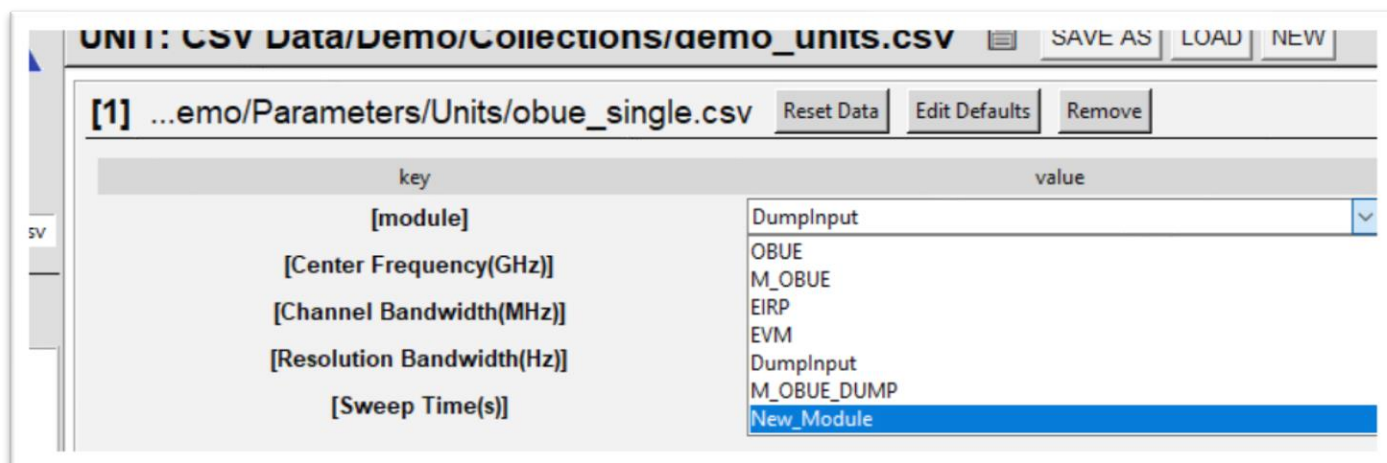 UNIT: CSV Data/Demo/Collections/demo_units.csv SAVE AS LOAD NEW
[1] ...emo/Parameters/Units/obue_single.csv Reset Data Edit Defaults Remove
key value
[module] DumpInput
sv
OBUE
[Center Frequency(GHz)]
M_OBUE
[Channel Bandwidth(MHz)]
EIRP
EVM
[Resolution Bandwidth(Hz)]
DumpInput
M_OBUE_DUMP
[Sweep Time(s)]
New_Module